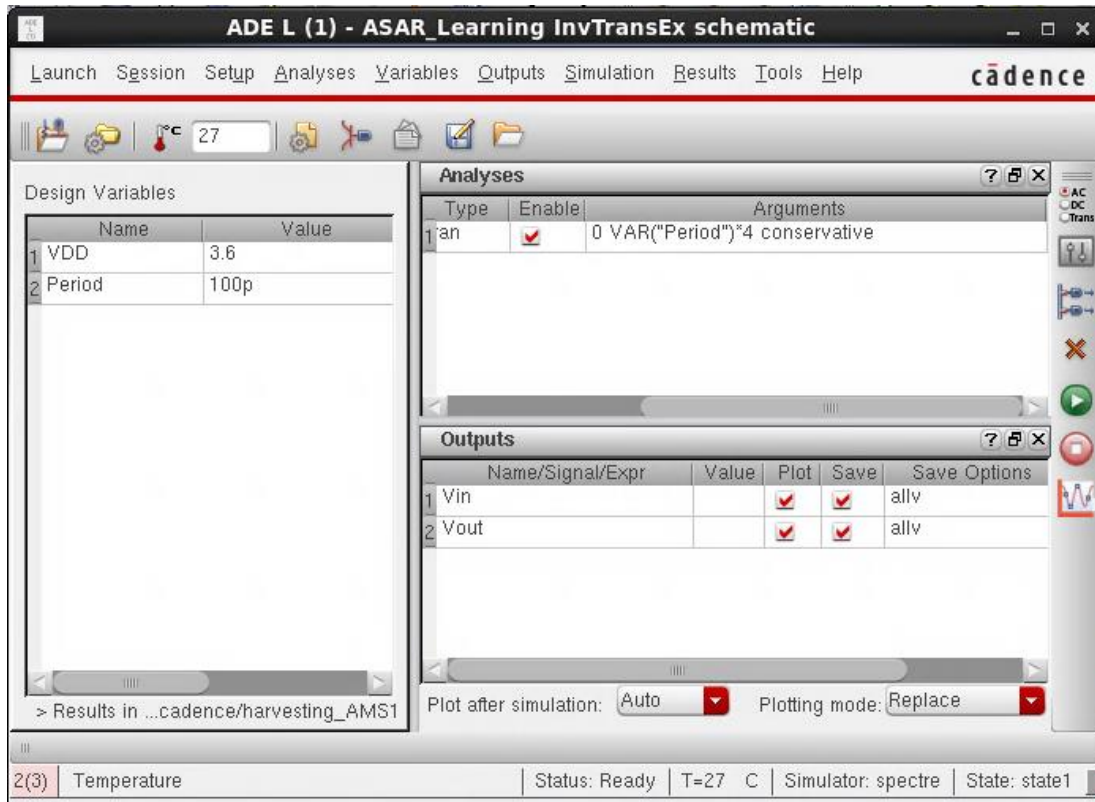 ADE L (1) - ASAR_Learning InvTransEx schematic
Launch Session Setup Analyses Variables Outputs Simulation Results Tools Help cādence
°C 27
Design Variables
Name Value
1 VDD 3.6
2 Period 100p
> Results in ...cadence/harvesting_AMS1
Analyses
Type Enable Arguments
1 ran 0 VAR("Period")*4 conservative
Outputs
Name/Signal/Expr Value Plot Save Save Options
1 Vin allv
2 Vout allv
Plot after simulation: Auto Plotting mode: Replace
AC
DC
Trans
2(3) Temperature Status: Ready T=27 C Simulator: spectre State: state1